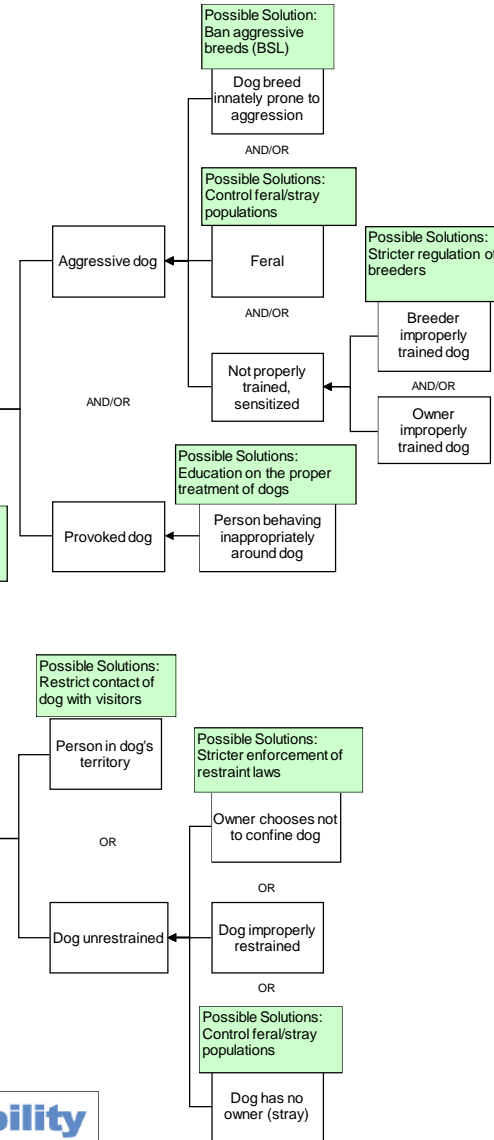 Possible Solution:
Ban aggressive
breeds (BSL)
Dog breed
innately prone to
aggression
AND/OR
Possible Solutions:
Control feral/stray
populations
Aggressive dog
Feral
Possible Solutions:
Stricter regulation of
breeders
AND/OR
Breeder
improperly
trained dog
Not properly
trained,
sensitized
AND/OR
AND/OR
Owner
improperly
trained dog
Possible Solutions:
Education on the proper
treatment of dogs
Provoked dog
Person behaving
inappropriately
around dog
Possible Solutions:
Restrict contact of
dog with visitors
Person in dog's
territory
Possible Solutions:
Stricter enforcement of
restraint laws
Owner chooses not
to confine dog
OR
OR
Dog unrestrained
Dog improperly
restrained
OR
Possible Solutions:
Control feral/stray
populations
Dog has no
owner (stray)
bility